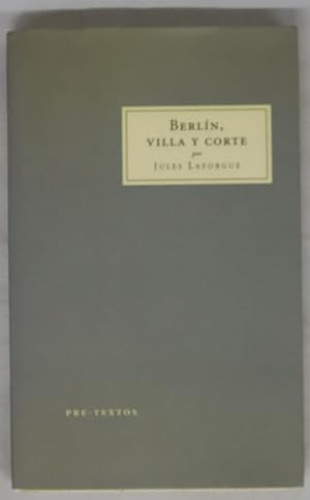 BERLÍN,
VILLA Y CORTE
por
JULES LAFORGUE
PRE-TEXTOS